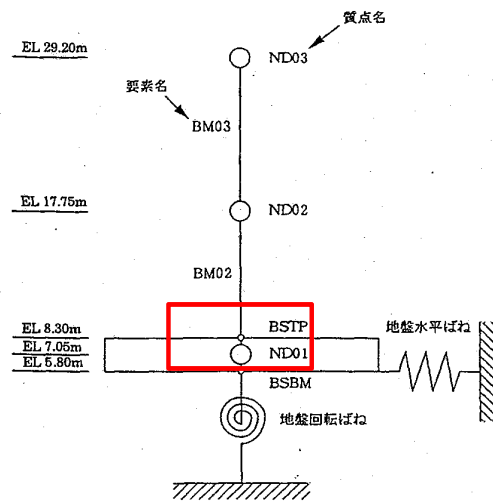 質点名
EL 29.20m
ND03
要素名
BM03
EL 17.75m
ND02
BM02
EL 8.30m
BSTP
地盤水平ばね
EL 7.05m
ND01
EL 5.80m
BSBM
地盤回転ばね